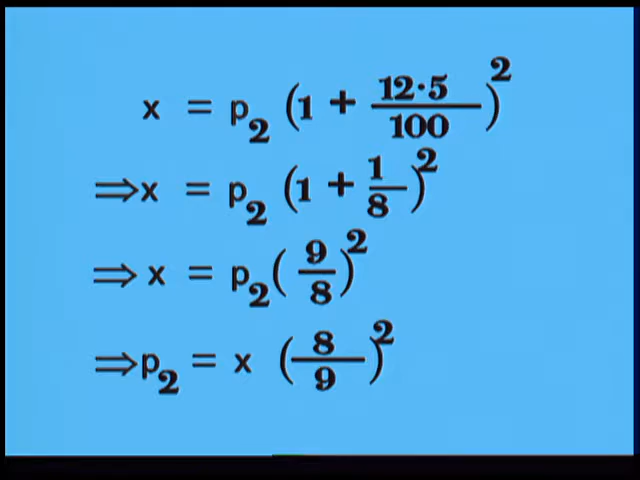 x = p₂ (1 + 12·5/100)²
⇒x = p₂ (1 + 1/8)²
⇒ x = p₂(9/8)²
⇒p₂ = x (8/9)²